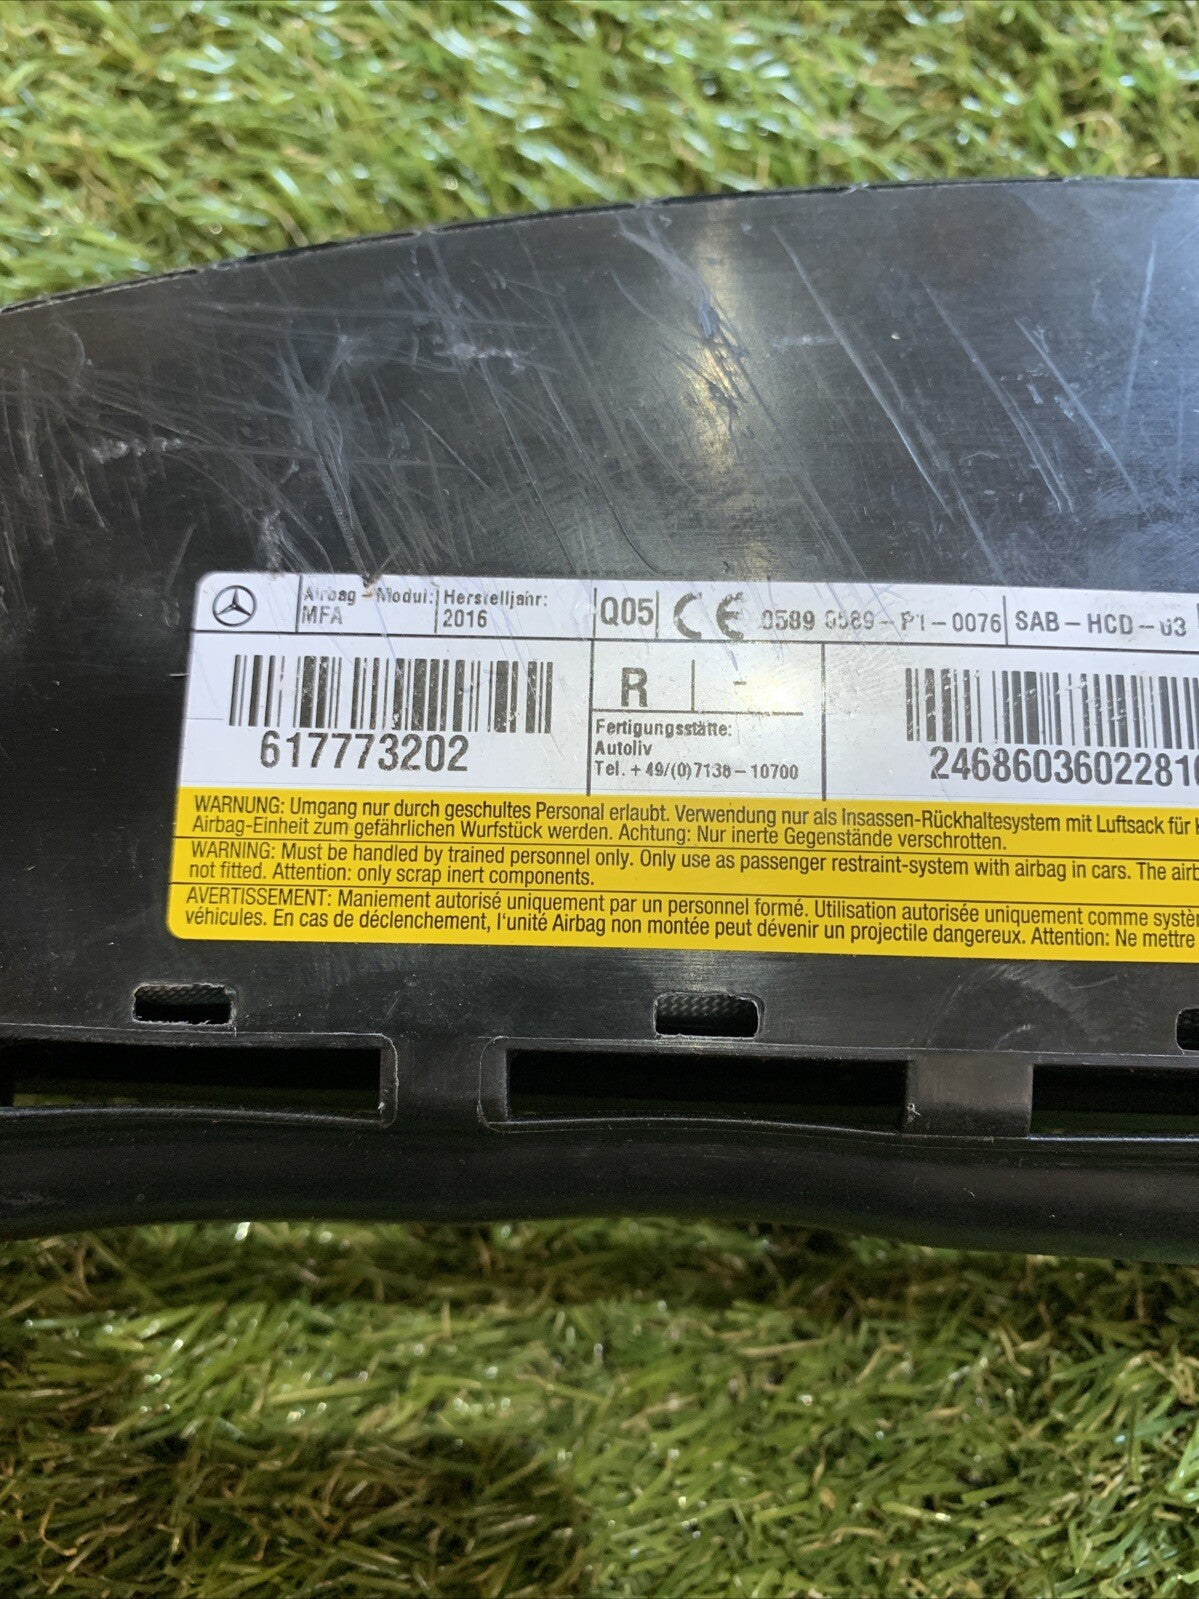 Airbag-Modul: Herstelljahr:
MFA 2016
Q05 CE 0589 0589-P1-0076 SAB-HCD-03
R -
617773202
Fertigungsstätte:
Autoliv
Tel. +49/(0)7136-10700
24686036022810
WARNUNG: Umgang nur durch geschultes Personal erlaubt. Verwendung nur als Insassen-Rückhaltesystem mit Luftsack für
Airbag-Einheit zum gefährlichen Wurfstück werden. Achtung: Nur inerte Gegenstände verschrotten.
WARNING: Must be handled by trained personnel only. Only use as passenger restraint-system with airbag in cars. The airb
not fitted. Attention: only scrap inert components.
AVERTISSEMENT: Maniement autorisé uniquement par un personnel formé. Utilisation autorisée uniquement comme systè
véhicules. En cas de déclenchement, l'unité Airbag non montée peut dévenir un projectile dangereux. Attention: Ne mettre